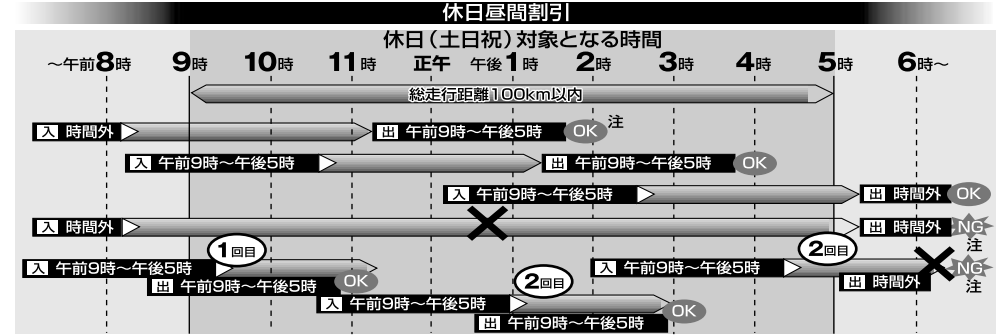 休日昼間割引
休日（土日祝）対象となる時間
～午前8時 9時 10時 11時 正午 午後1時 2時 3時 4時 5時 6時～
総走行距離100km以内
入 時間外 出 午前9時～午後5時 OK 注
入 午前9時～午後5時 出 午前9時～午後5時 OK
入 午前9時～午後5時 出 時間外 OK
入 時間外 出 時間外 NG 注
1回目 2回目
入 午前9時～午後5時 入 午前9時～午後5時 NG
出 午前9時～午後5時 OK 2回目 出 時間外 注
入 午前9時～午後5時 OK
出 午前9時～午後5時